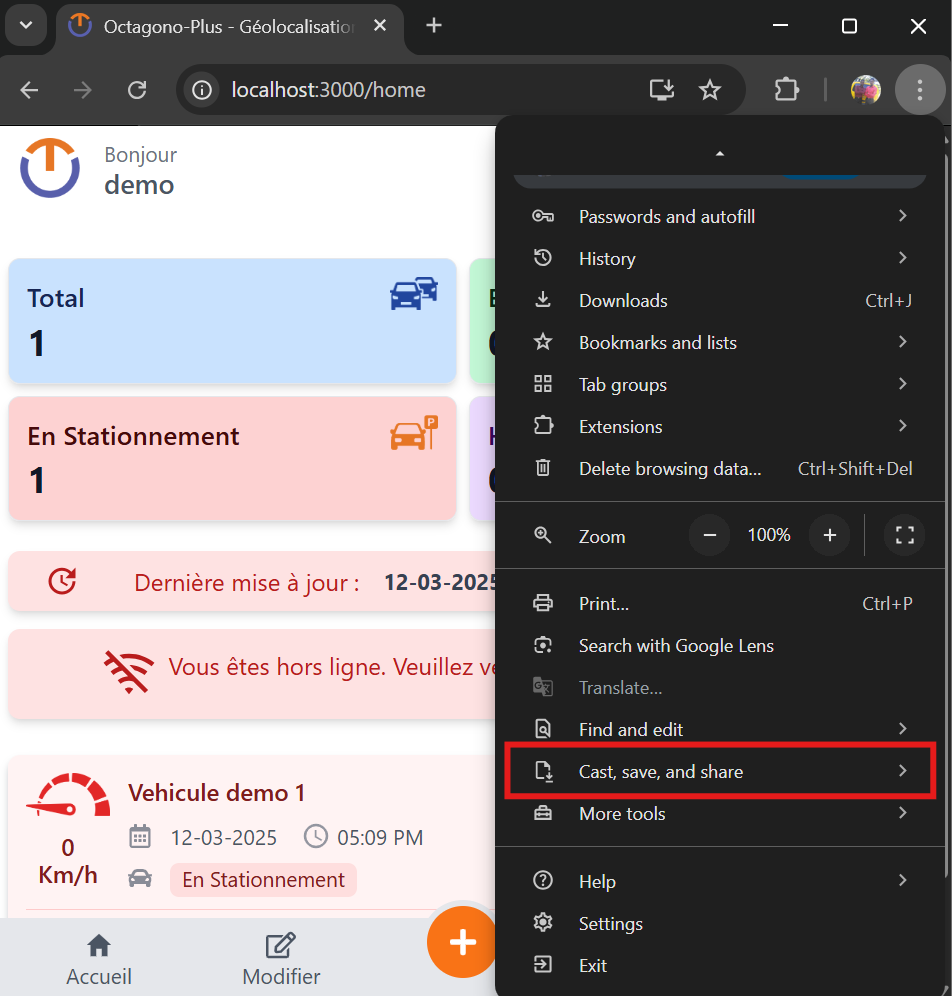 Octagono-Plus - Géolocalisation
localhost:3000/home
Bonjour
demo
Total
1
En Stationnement
1
Dernière mise à jour : 12-03-2025
Vous êtes hors ligne. Veuillez
Vehicule demo 1
12-03-2025 05:09 PM
0
Km/h
En Stationnement
Accueil
Modifier
Passwords and autofill
History
Downloads Ctrl+J
Bookmarks and lists
Tab groups
Extensions
Delete browsing data... Ctrl+Shift+Del
Zoom 100%
Print... Ctrl+P
Search with Google Lens
Translate...
Find and edit
Cast, save, and share
More tools
Help
Settings
Exit